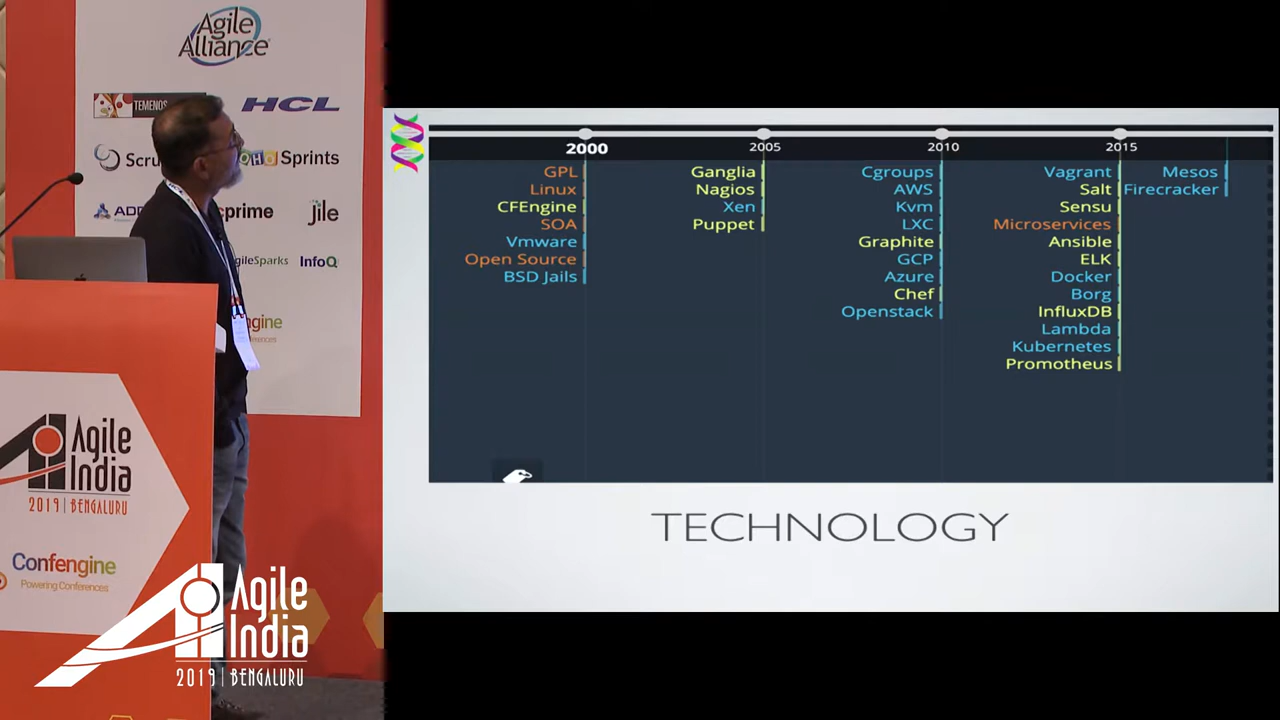 Agile
Alliance
TEMENOS
HCL
Sprints
cprime
Jile
gileSparks
InfoQ
Agile
India
2019 | BENGALURU
Confengine
Powering Conferences
Agile
India
2019 | BENGALURU
2000
2005
2010
2015
GPL
Linux
CFEngine
SOA
Vmware
Open Source
BSD Jails
Ganglia
Nagios
Xen
Puppet
Cgroups
AWS
Kvm
LXC
Graphite
GCP
Azure
Chef
Openstack
Vagrant
Salt
Sensu
Microservices
Ansible
ELK
Docker
Borg
InfluxDB
Lambda
Kubernetes
Promotheus
Mesos
Firecracker
TECHNOLOGY